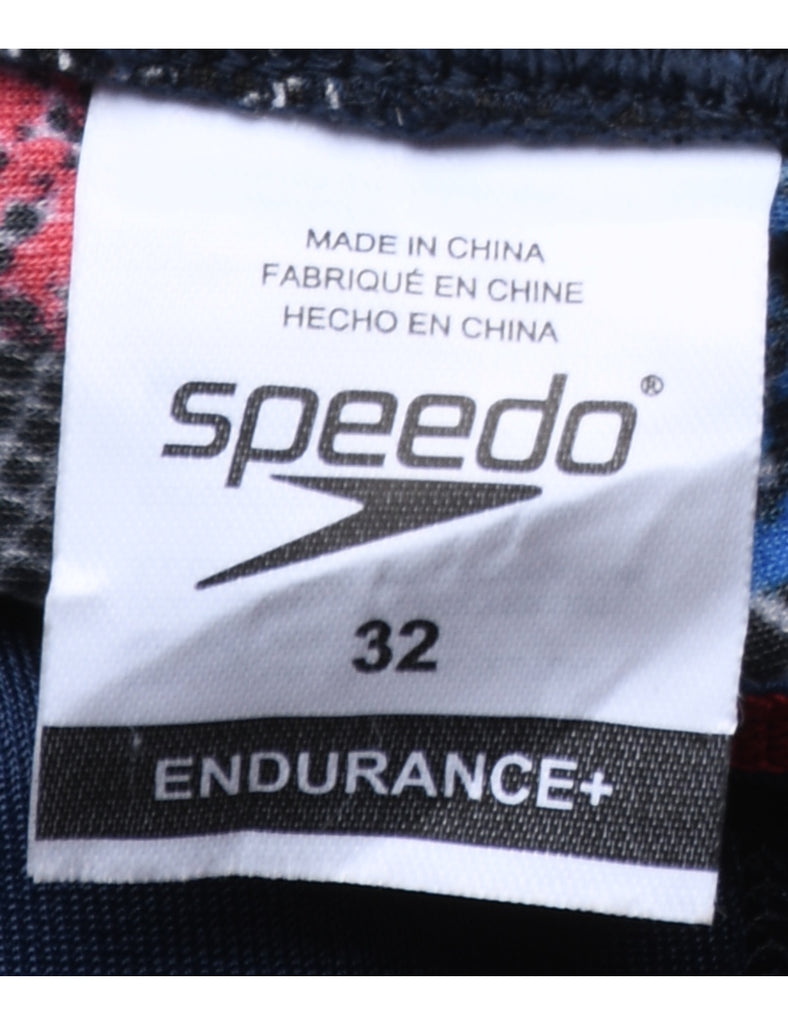 MADE IN CHINA
FABRIQUÉ EN CHINE
HECHO EN CHINA
speedo®
32
ENDURANCE+